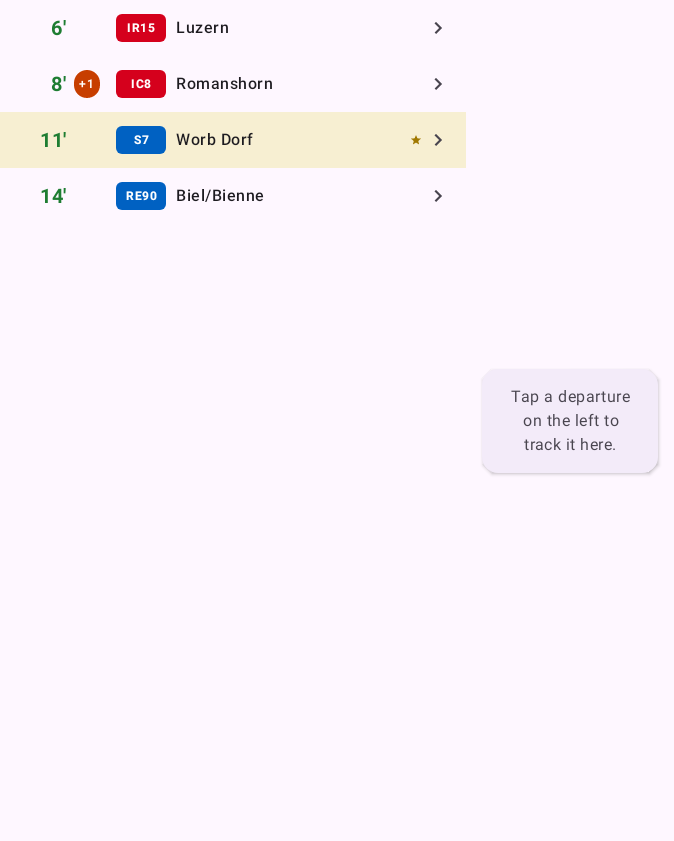 6' IR15 Luzern
8' +1 IC8 Romanshorn
11' S7 Worb Dorf
14' RE90 Biel/Bienne
Tap a departure
on the left to
track it here.